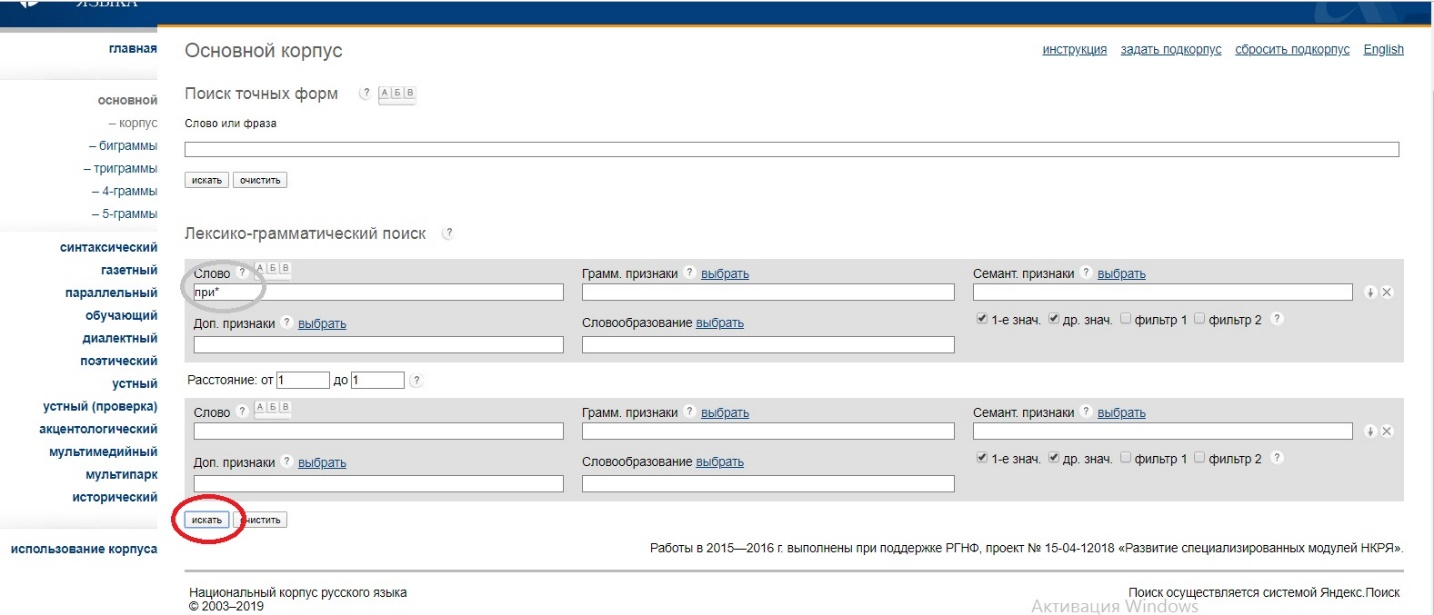 ЯЗЫКА
главная
Основной корпус
инструкция задать подкорпус сбросить подкорпус English
Поиск точных форм ? А Б В
основной
– корпус
– биграммы
– триграммы
– 4-граммы
– 5-граммы
Слово или фраза
искать очистить
Лексико-грамматический поиск ?
синтаксический
газетный
параллельный
обучающий
диалектный
поэтический
устный
устный (проверка)
акцентологический
мультимедийный
мультипарк
исторический
использование корпуса
Слово ? А Б В Грамм. признаки ? выбрать Семант. признаки ? выбрать
при*
Доп. признаки ? выбрать Словообразование выбрать 1-е знач. др. знач. фильтр 1 фильтр 2 ?
Расстояние: от 1 до 1 ?
Слово ? А Б В Грамм. признаки ? выбрать Семант. признаки ? выбрать
Доп. признаки ? выбрать Словообразование выбрать 1-е знач. др. знач. фильтр 1 фильтр 2 ?
искать очистить
Работы в 2015—2016 г. выполнены при поддержке РГНФ, проект № 15-04-12018 «Развитие специализированных модулей НКРЯ».
Национальный корпус русского языка Поиск осуществляется системой Яндекс.Поиск
© 2003–2019 Активация Windows